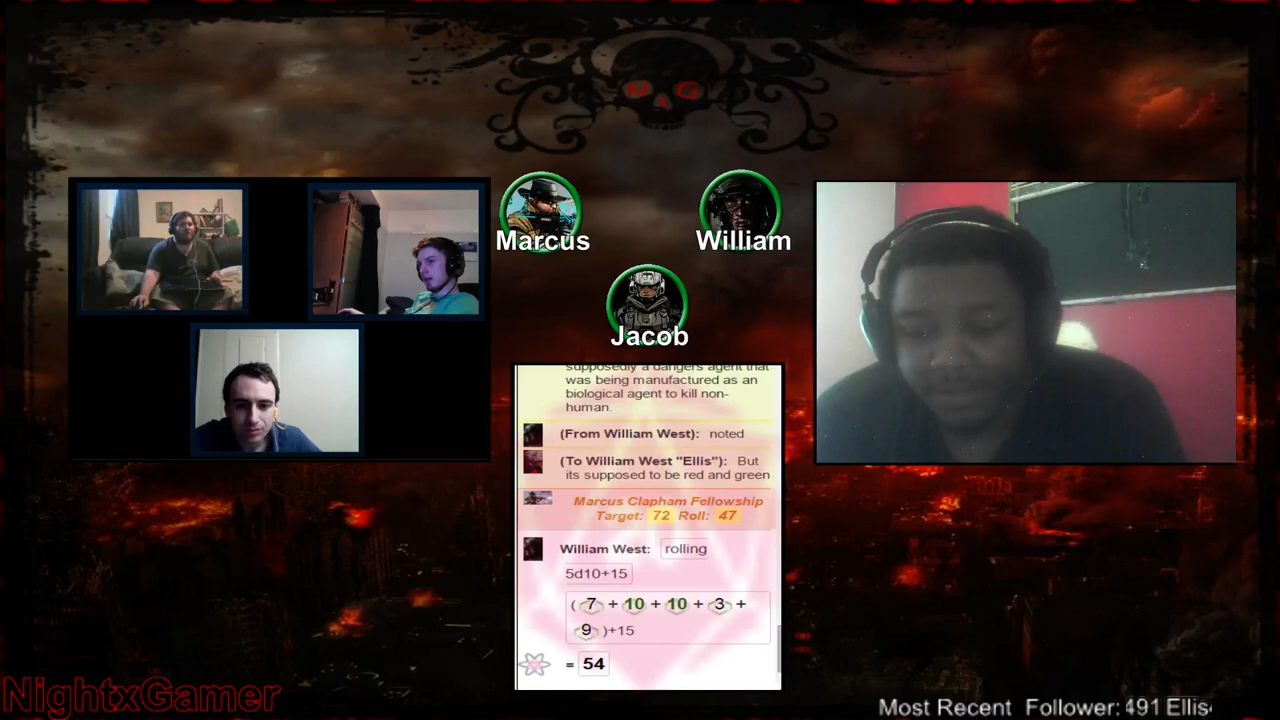 N G
Marcus
William
Jacob
supposedly a dangers agent that
was being manufactured as an
biological agent to kill non-
human.
(From William West): noted
(To William West "Ellis"): But
its supposed to be red and green
Marcus Clapham Fellowship
Target: 72 Roll: 47
William West: rolling
5d10+15
( 7 + 10 + 10 + 3 +
9 )+15
= 54
NightxGamer
Most Recent Follower: 491 Ellis